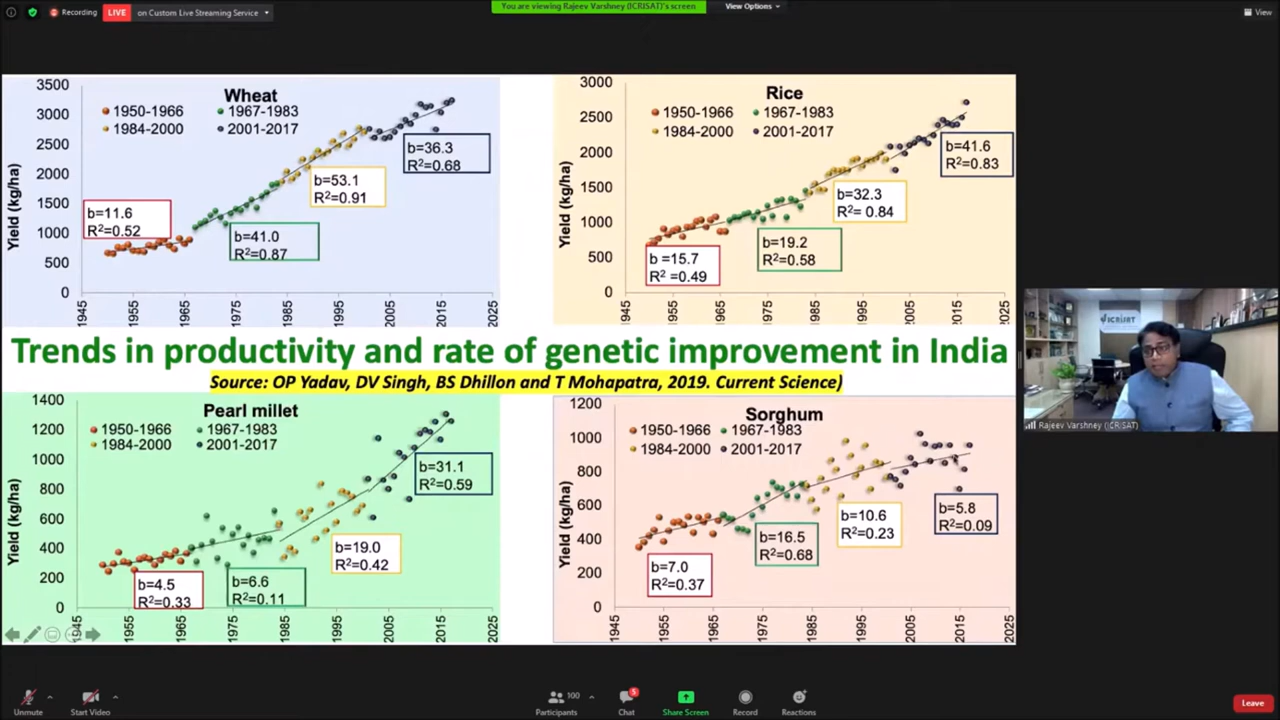 Recording
LIVE
on Custom Live Streaming Service
You are viewing Rajeev Varshney (ICRISAT)'s screen
View Options
View
Wheat
1950-1966
1967-1983
1984-2000
2001-2017
Yield (kg/ha)
3500
3000
2500
2000
1500
1000
500
0
b=11.6
R²=0.52
b=41.0
R²=0.87
b=53.1
R²=0.91
b=36.3
R²=0.68
1945
1955
1965
1975
1985
1995
2005
2015
2025
Rice
1950-1966
1967-1983
1984-2000
2001-2017
Yield (kg/ha)
3000
2500
2000
1500
1000
500
0
b =15.7
R² =0.49
b=19.2
R²=0.58
b=32.3
R²= 0.84
b=41.6
R²=0.83
1945
1955
1965
1975
1985
1995
2005
2015
2025
Trends in productivity and rate of genetic improvement in India
Source: OP Yadav, DV Singh, BS Dhillon and T Mohapatra, 2019. Current Science)
Pearl millet
1950-1966
1967-1983
1984-2000
2001-2017
Yield (kg/ha)
1400
1200
1000
800
600
400
200
0
b=4.5
R²=0.33
b=6.6
R²=0.11
b=19.0
R²=0.42
b=31.1
R²=0.59
1945
1955
1965
1975
1985
1995
2005
2015
2025
Sorghum
1950-1966
1967-1983
1984-2000
2001-2017
Yield (kg/ha)
1200
1000
800
600
400
200
0
b=7.0
R²=0.37
b=16.5
R²=0.68
b=10.6
R²=0.23
b=5.8
R²=0.09
1945
1955
1965
1975
1985
1995
2005
2015
2025
ICRISAT
Rajeev Varshney (ICRISAT)
Unmute
Start Video
Participants
100
Chat
5
Share Screen
Record
Reactions
Leave